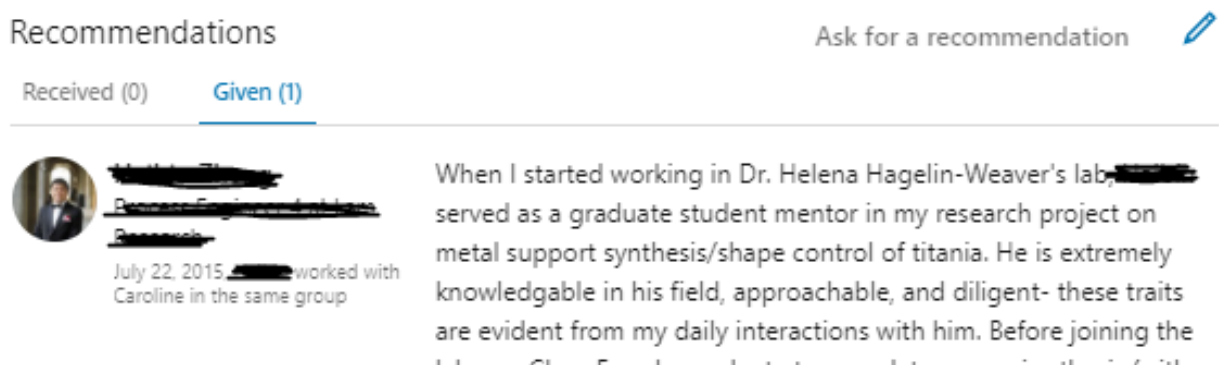 Recommendations
Ask for a recommendation
Received (0)
Given (1)
July 22, 2015, worked with
Caroline in the same group
When I started working in Dr. Helena Hagelin-Weaver's lab,
served as a graduate student mentor in my research project on
metal support synthesis/shape control of titania. He is extremely
knowledgable in his field, approachable, and diligent- these traits
are evident from my daily interactions with him. Before joining the